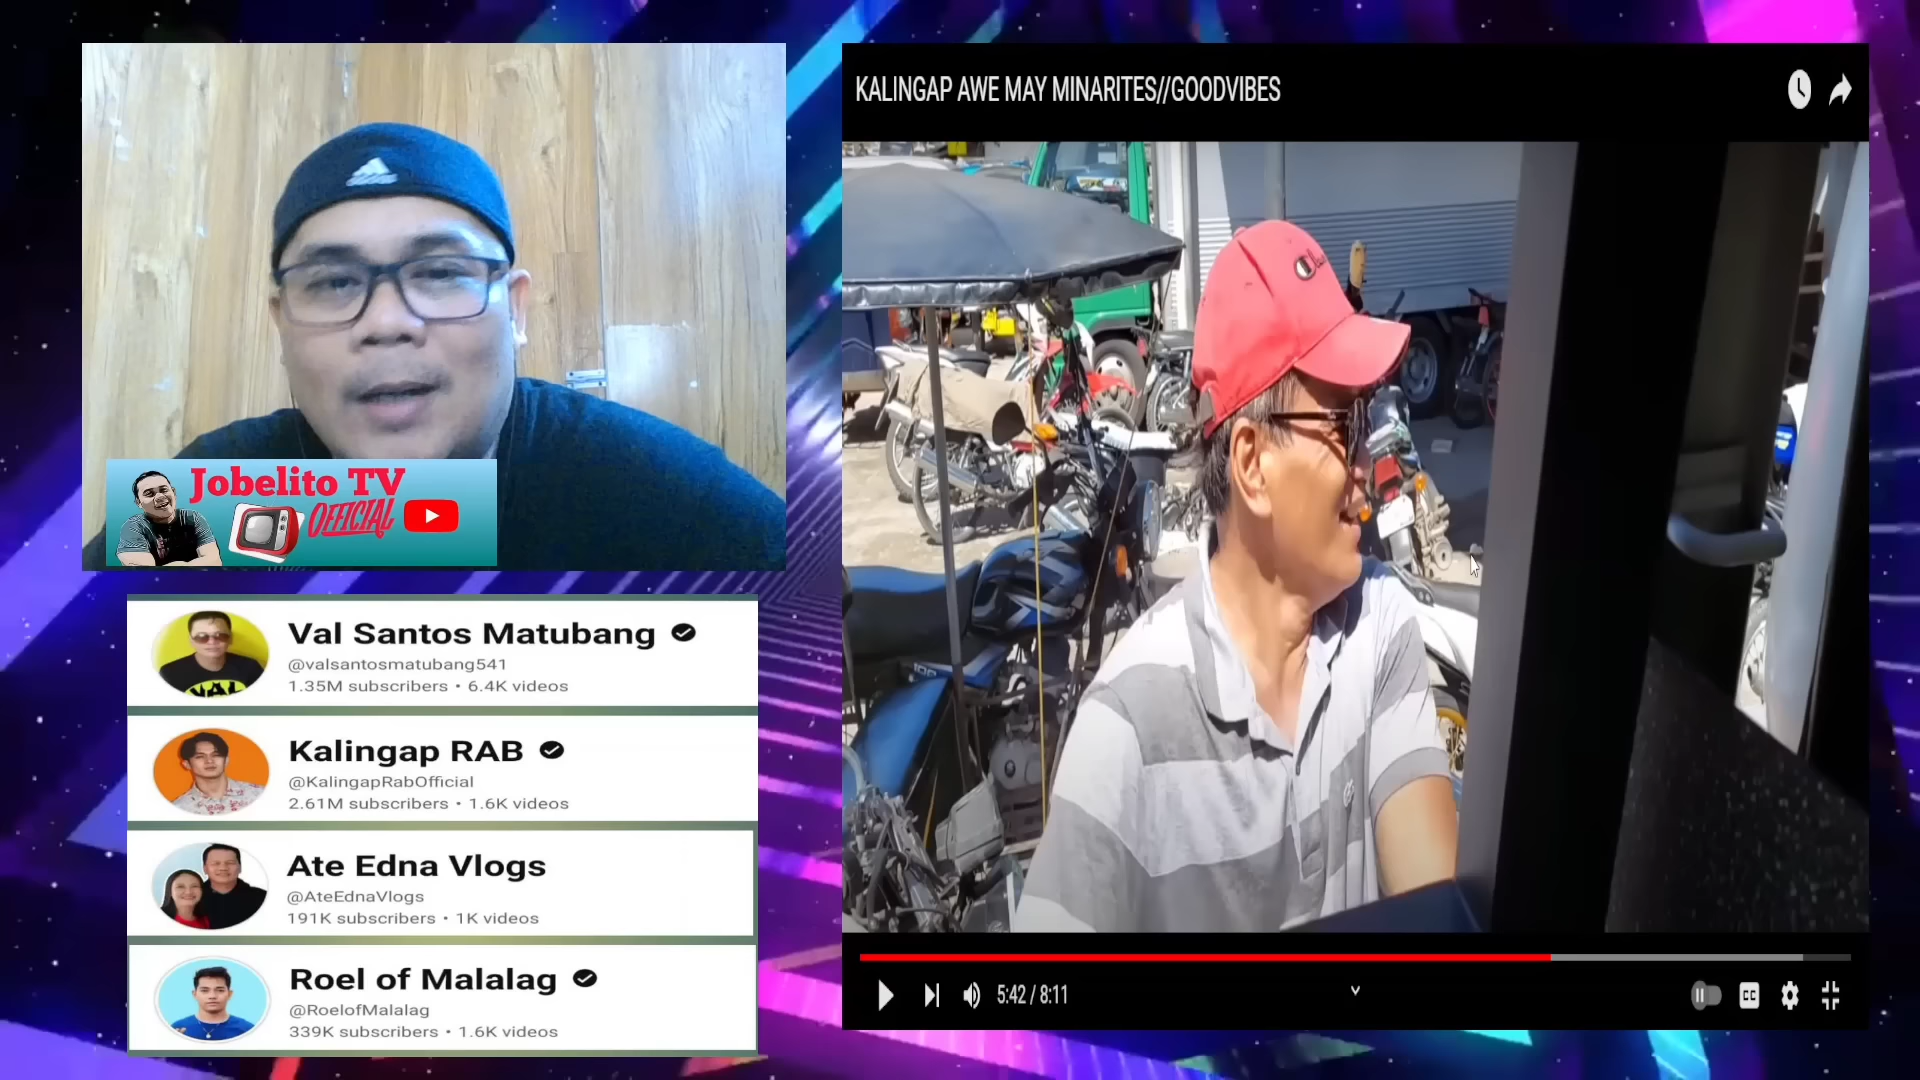 KALINGAP AWE MAY MINARITES//GOODVIBES
Jobelito TV
OFFICIAL
Val Santos Matubang
@valsantosmatubang541
1.35M subscribers • 6.4K videos
VAL
Kalingap RAB
@KalingapRabOfficial
2.61M subscribers • 1.6K videos
Ate Edna Vlogs
@AteEdnaVlogs
191K subscribers • 1K videos
Roel of Malalag
@RoelofMalalag
339K subscribers • 1.6K videos
5:42 / 8:11
CC